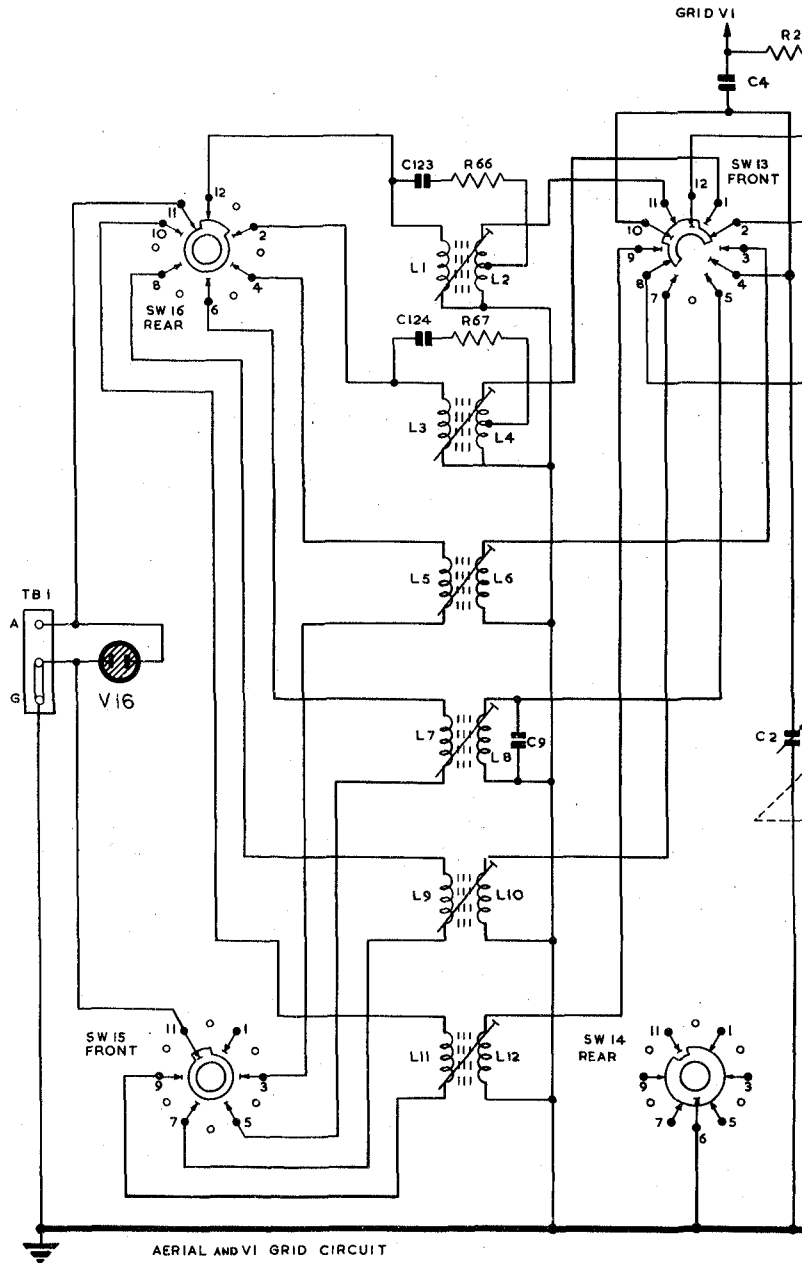 GRID V1
R2
C4
C123
R66
SW 13
FRONT
12
11
1
10
2
9
3
8
4
7
5
12
11
10
2
8
4
6
SW 16
REAR
L1
L2
C124
R67
L3
L4
L5
L6
TB 1
A
G
V16
L7
L8
C9
C2
L9
L10
SW 15
FRONT
11
1
9
3
7
5
L11
L12
SW 14
REAR
11
1
9
3
7
5
6
AERIAL AND V1 GRID CIRCUIT